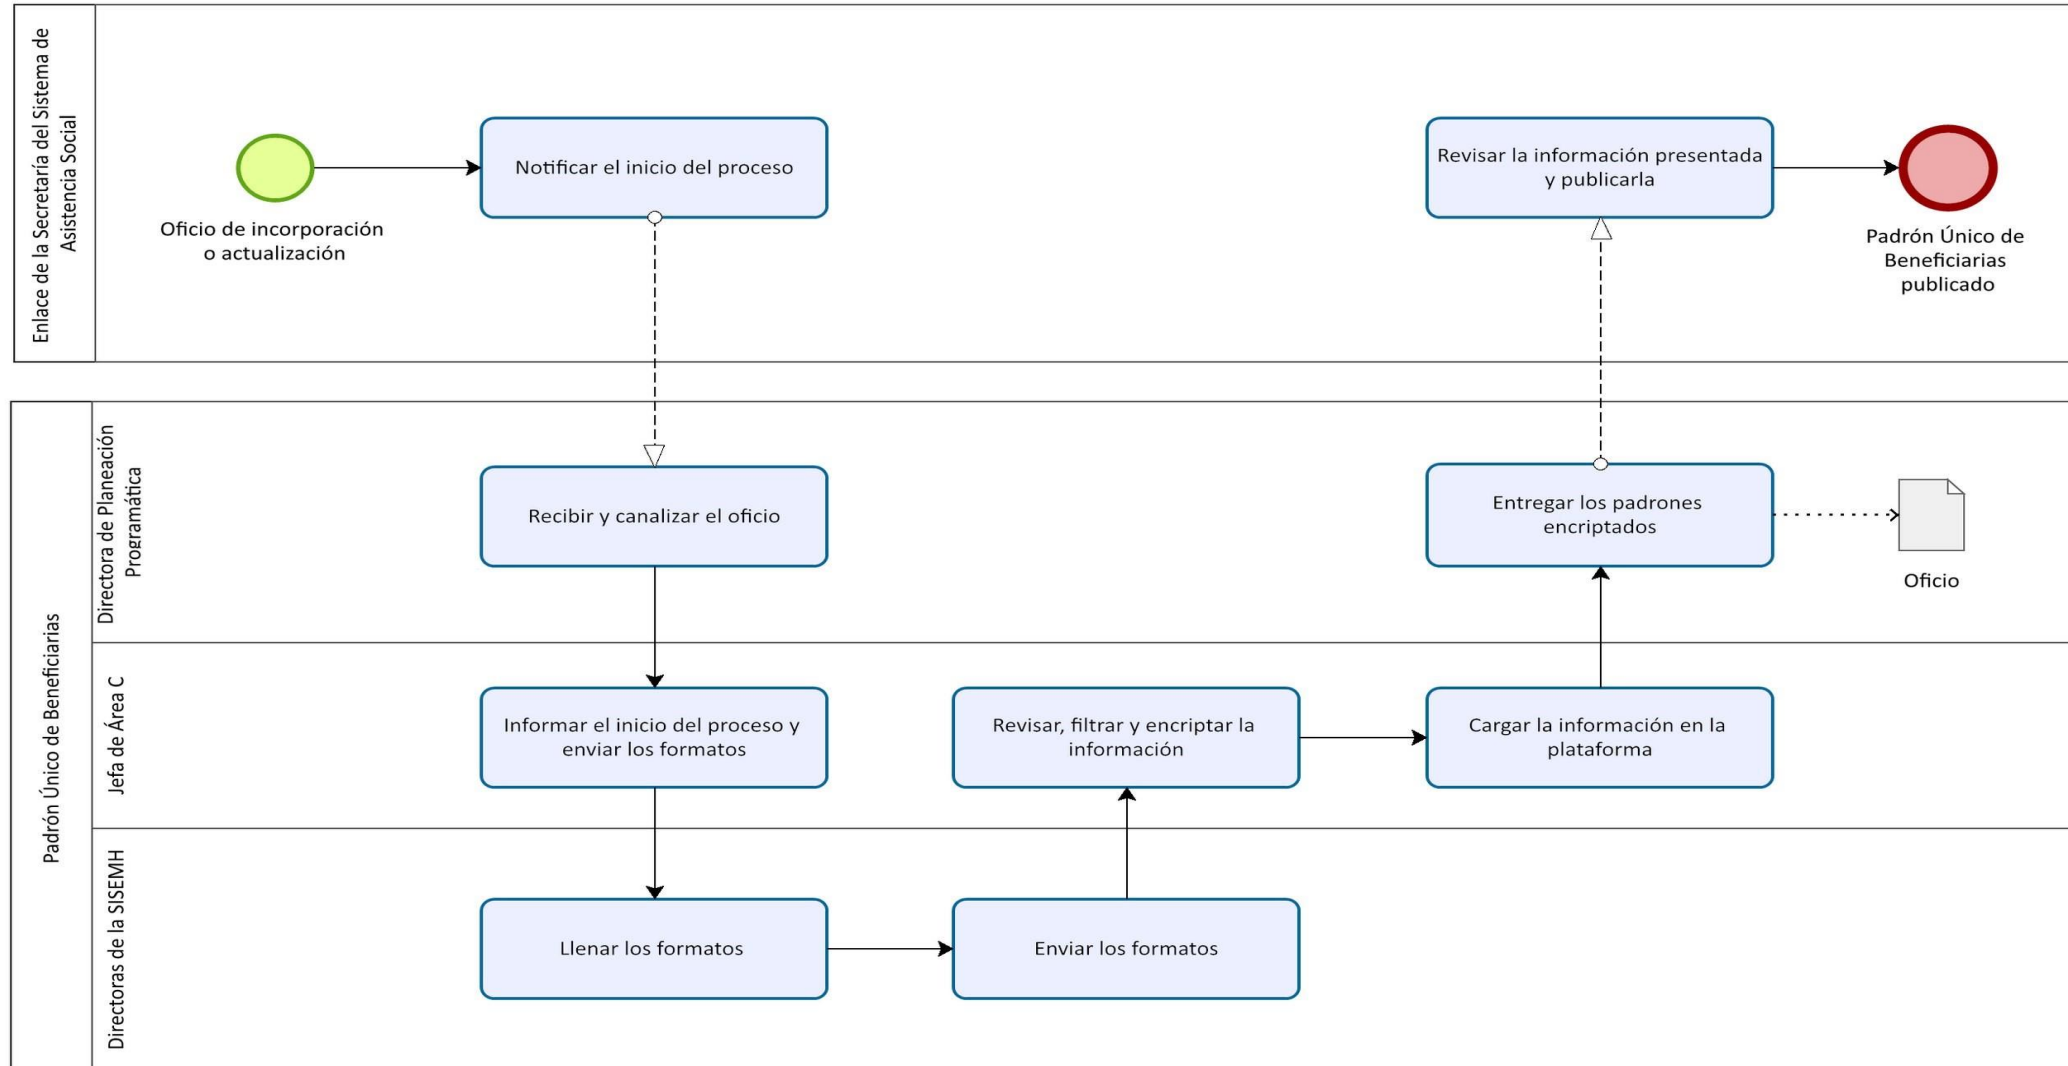 Enlace de la Secretaría del Sistema de
Asistencia Social
Oficio de incorporación
o actualización
Notificar el inicio del proceso
Revisar la información presentada
y publicarla
Padrón Único de
Beneficiarias
publicado
Padrón Único de Beneficiarias
Directora de Planeación
Programática
Recibir y canalizar el oficio
Entregar los padrones
encriptados
Oficio
Jefa de Área C
Informar el inicio del proceso y
enviar los formatos
Revisar, filtrar y encriptar la
información
Cargar la información en la
plataforma
Directoras de la SISEMH
Llenar los formatos
Enviar los formatos